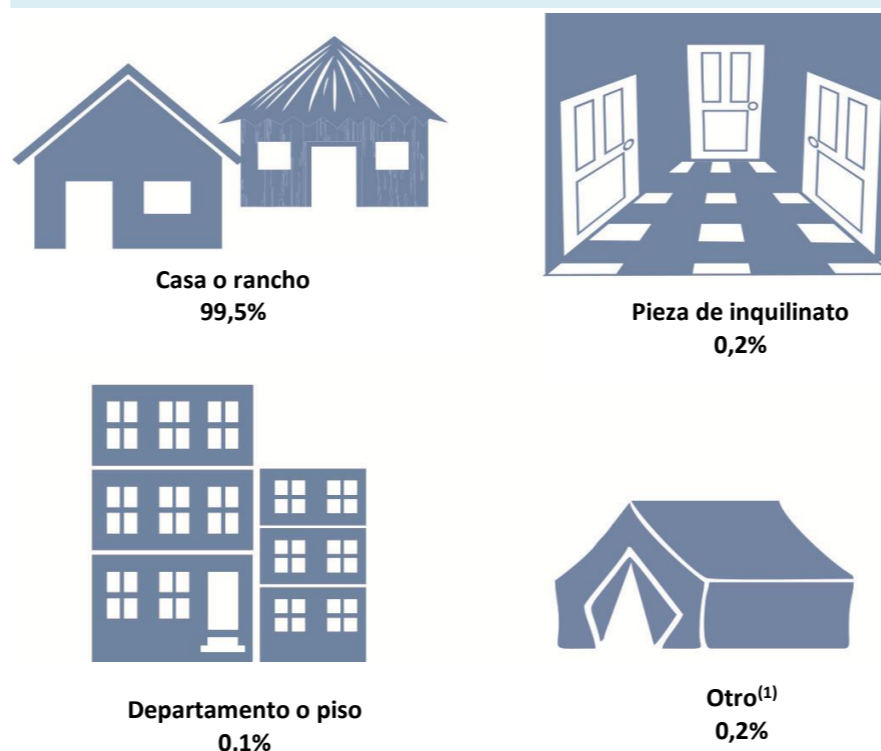 Casa o rancho
99,5%
Pieza de inquilinato
0,2%
Departamento o piso
0,1%
Otro(1)
0,2%